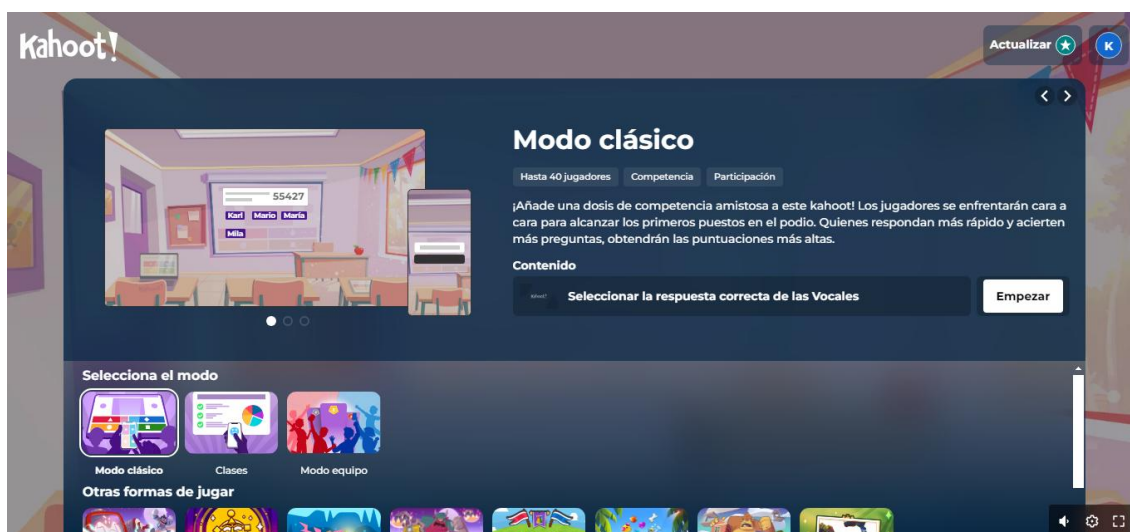 Kahoot!
Actualizar
K
55427
Karl Mario María
Mila
Modo clásico
Hasta 40 jugadores Competencia Participación
¡Añade una dosis de competencia amistosa a este kahoot! Los jugadores se enfrentarán cara a
cara para alcanzar los primeros puestos en el podio. Quienes respondan más rápido y acierten
más preguntas, obtendrán las puntuaciones más altas.
Contenido
Kahoot!
Seleccionar la respuesta correcta de las Vocales
Empezar
Selecciona el modo
Modo clásico
Clases
Modo equipo
Otras formas de jugar